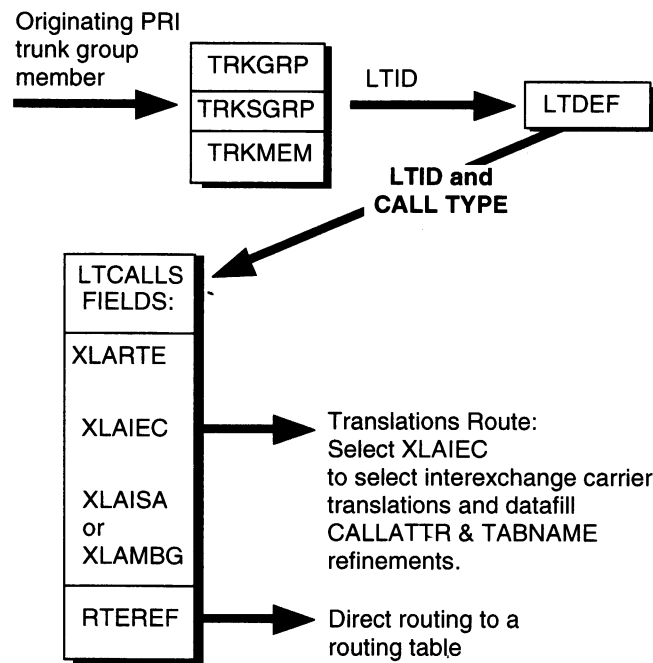 Originating PRI
trunk group
member
TRKGRP
TRKSGRP
TRKMEM
LTID
LTDEF
LTID and
CALL TYPE
LTCALLS
FIELDS:
XLARTE
XLAIEC
XLAISA
or
XLAMBG
RTEREF
Translations Route:
Select XLAIEC
to select interexchange carrier
translations and datafill
CALLATTR & TABNAME
refinements.
Direct routing to a
routing table